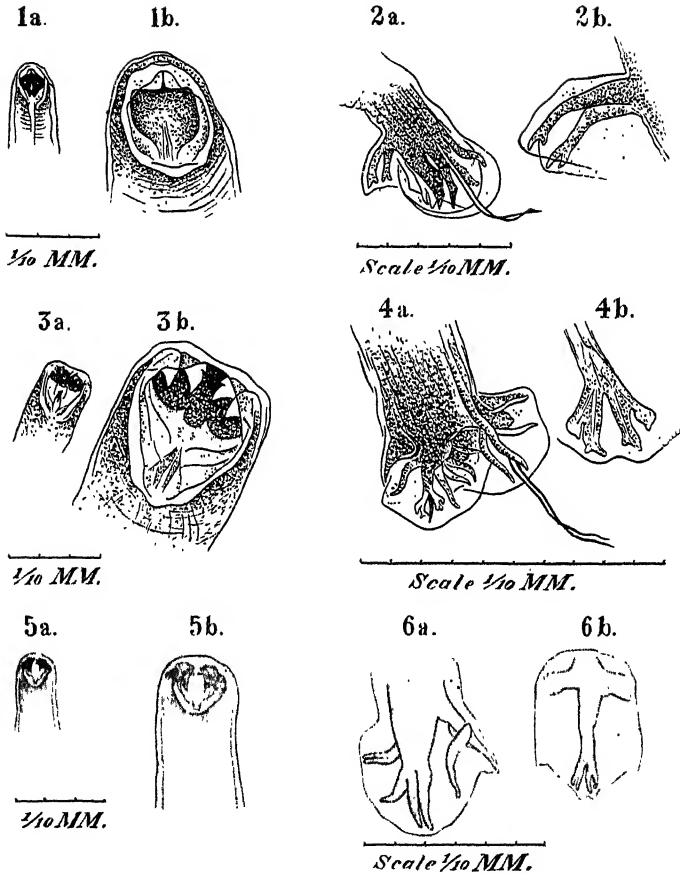 1a. 1b. 2a. 2b.
1/10 MM. Scale 1/10 MM.
3a. 3b. 4a. 4b.
1/10 M.M. Scale 1/10 MM.
5a. 5b. 6a. 6b.
1/10 MM. Scale 1/10 MM.